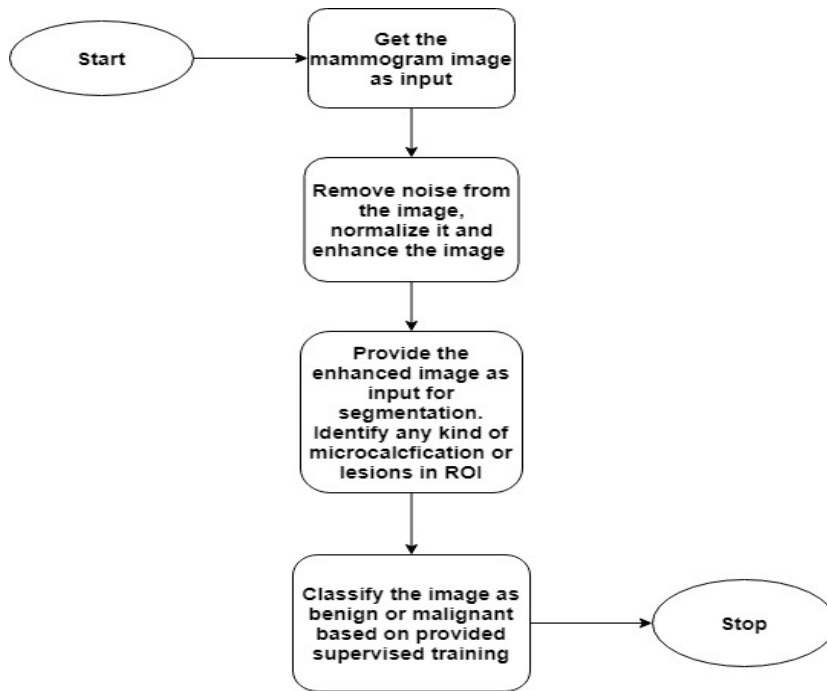 Start
Get the
mammogram image
as input
Remove noise from
the image,
normalize it and
enhance the image
Provide the
enhanced image as
input for
segmentation.
Identify any kind of
microcalcfication or
lesions in ROI
Classify the image as
benign or malignant
based on provided
supervised training
Stop